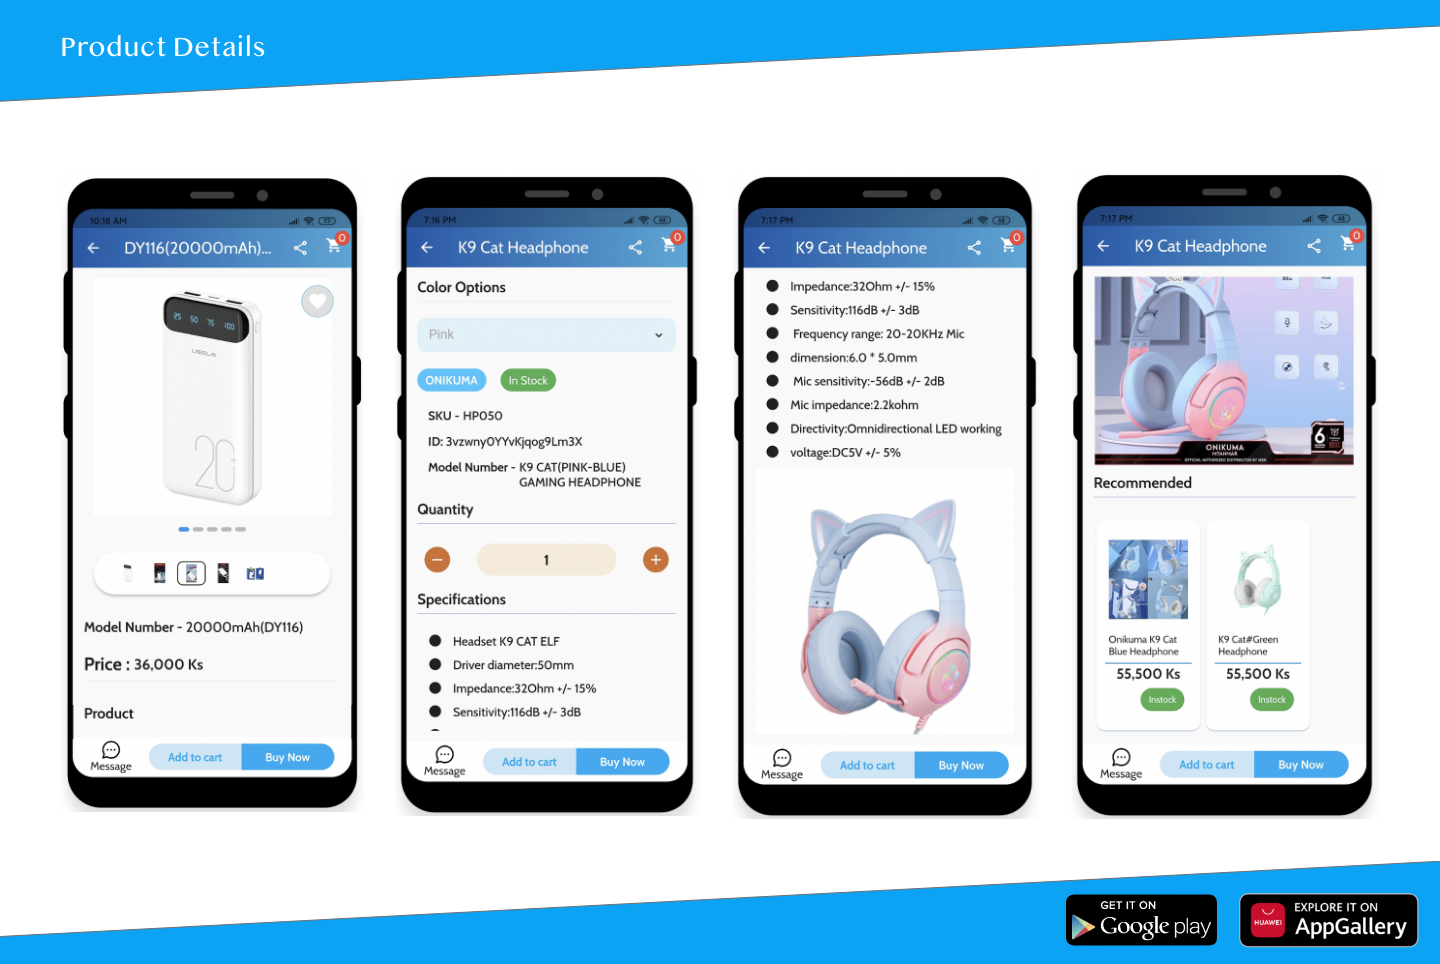 Product Details
10:18 AM
DY116(20000mAh)...
0
25 50 75 100
USELS
20
Model Number - 20000mAh(DY116)
Price : 36,000 Ks
Product
Message
Add to cart
Buy Now
7:16 PM
48
K9 Cat Headphone
0
Color Options
Pink
ONIKUMA
In Stock
SKU - HP050
ID: 3vzwny0YYvKjqog9Lm3X
Model Number - K9 CAT(PINK-BLUE)
GAMING HEADPHONE
Quantity
1
Specifications
Headset K9 CAT ELF
Driver diameter:50mm
Impedance:32Ohm +/- 15%
Sensitivity:116dB +/- 3dB
Message
Add to cart
Buy Now
7:17 PM
48
K9 Cat Headphone
0
Impedance:32Ohm +/- 15%
Sensitivity:116dB +/- 3dB
Frequency range: 20-20KHz Mic
dimension:6.0 * 5.0mm
Mic sensitivity:-56dB +/- 2dB
Mic impedance:2.2kohm
Directivity:Omnidirectional LED working
voltage:DC5V +/- 5%
Message
Add to cart
Buy Now
7:17 PM
48
K9 Cat Headphone
0
6
ONIKUMA
MYANMAR
Recommended
Onikuma K9 Cat
Blue Headphone
55,500 Ks
Instock
K9 Cat#Green
Headphone
55,500 Ks
Instock
Message
Add to cart
Buy Now
GET IT ON
Google play
HUAWEI
EXPLORE IT ON
AppGallery